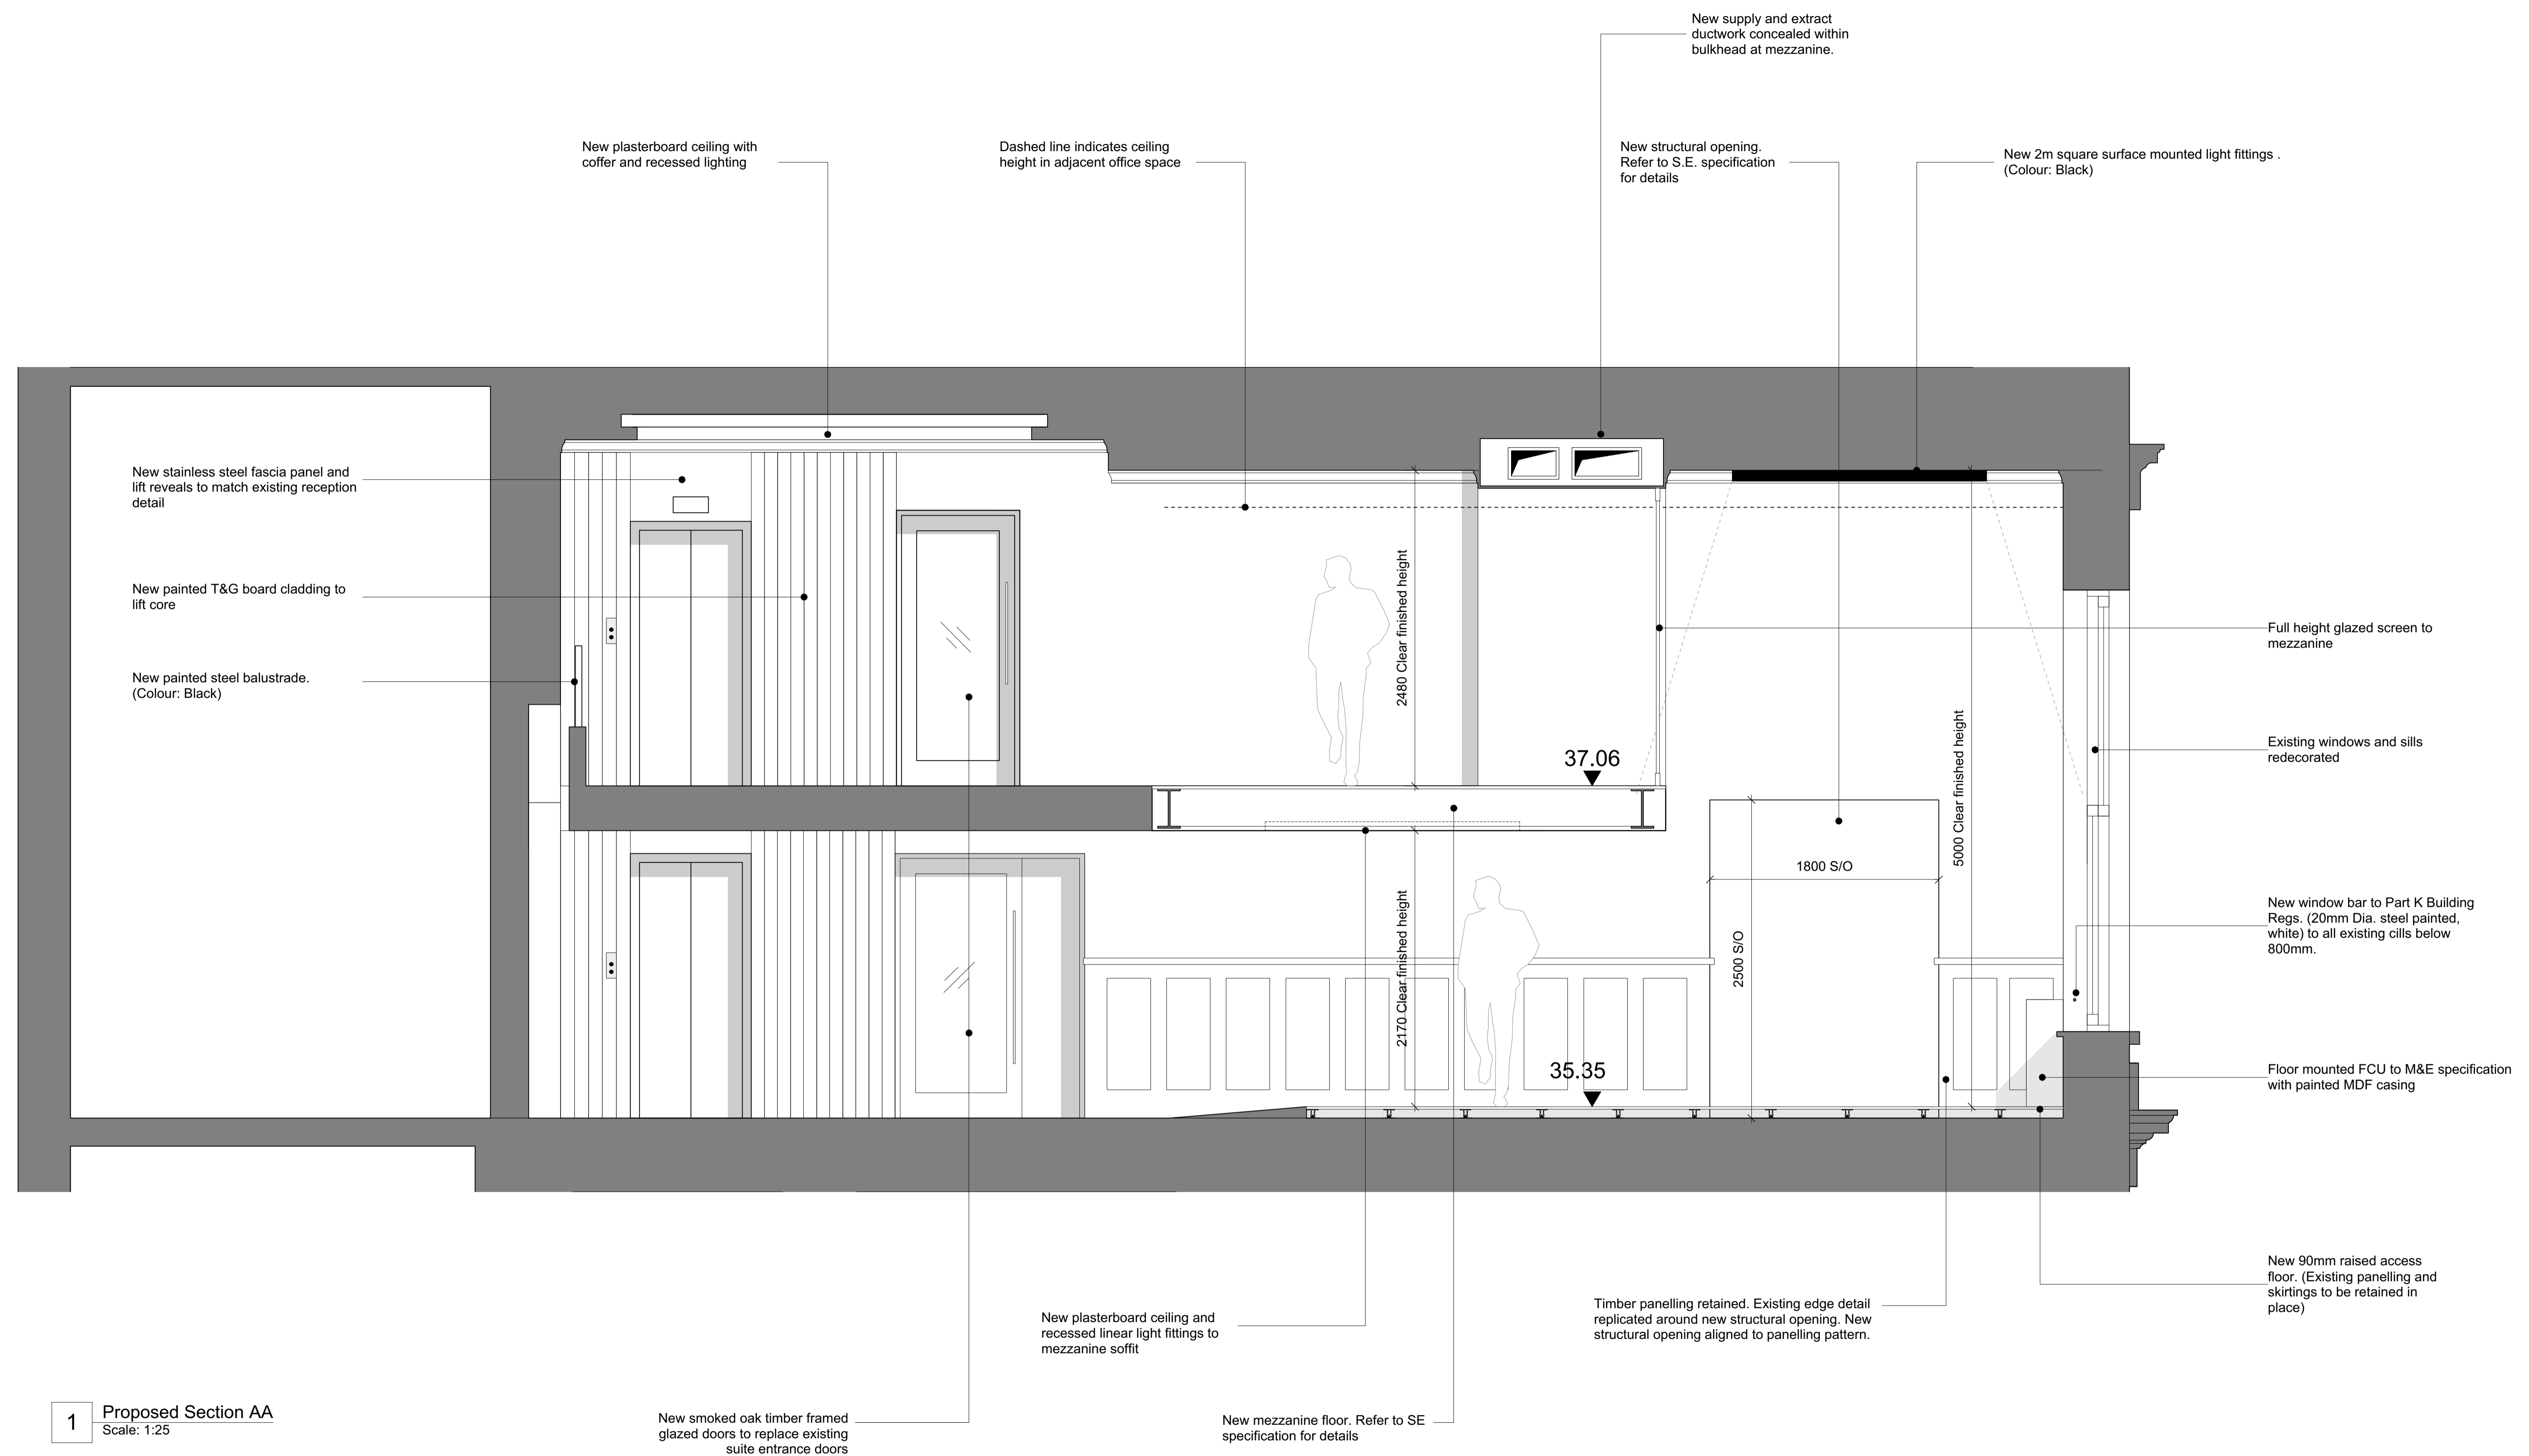 New supply and extract
ductwork concealed within
bulkhead at mezzanine.
New plasterboard ceiling with
coffer and recessed lighting
Dashed line indicates ceiling
height in adjacent office space
New structural opening.
Refer to S.E. specification
for details
New 2m square surface mounted light fittings .
(Colour: Black)
New stainless steel fascia panel and
lift reveals to match existing reception
detail
New painted T&G board cladding to
lift core
New painted steel balustrade.
(Colour: Black)
2480 Clear finished height
37.06
5000 Clear finished height
Full height glazed screen to
mezzanine
Existing windows and sills
redecorated
1800 S/O
2500 S/O
2170 Clear finished height
35.35
New window bar to Part K Building
Regs. (20mm Dia. steel painted,
white) to all existing cills below
800mm.
Floor mounted FCU to M&E specification
with painted MDF casing
New 90mm raised access
floor. (Existing panelling and
skirtings to be retained in
place)
Timber panelling retained. Existing edge detail
replicated around new structural opening. New
structural opening aligned to panelling pattern.
New plasterboard ceiling and
recessed linear light fittings to
mezzanine soffit
New mezzanine floor. Refer to SE
specification for details
New smoked oak timber framed
glazed doors to replace existing
suite entrance doors
1
Proposed Section AA
Scale: 1:25